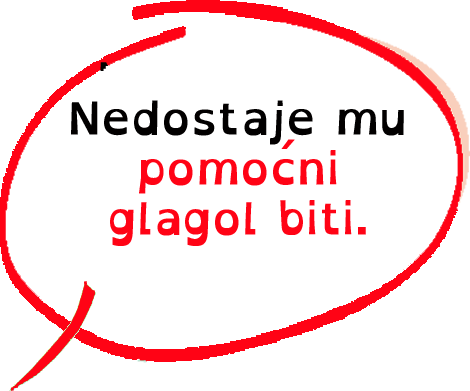 Nedostaje mu
pomoćni
glagol biti.